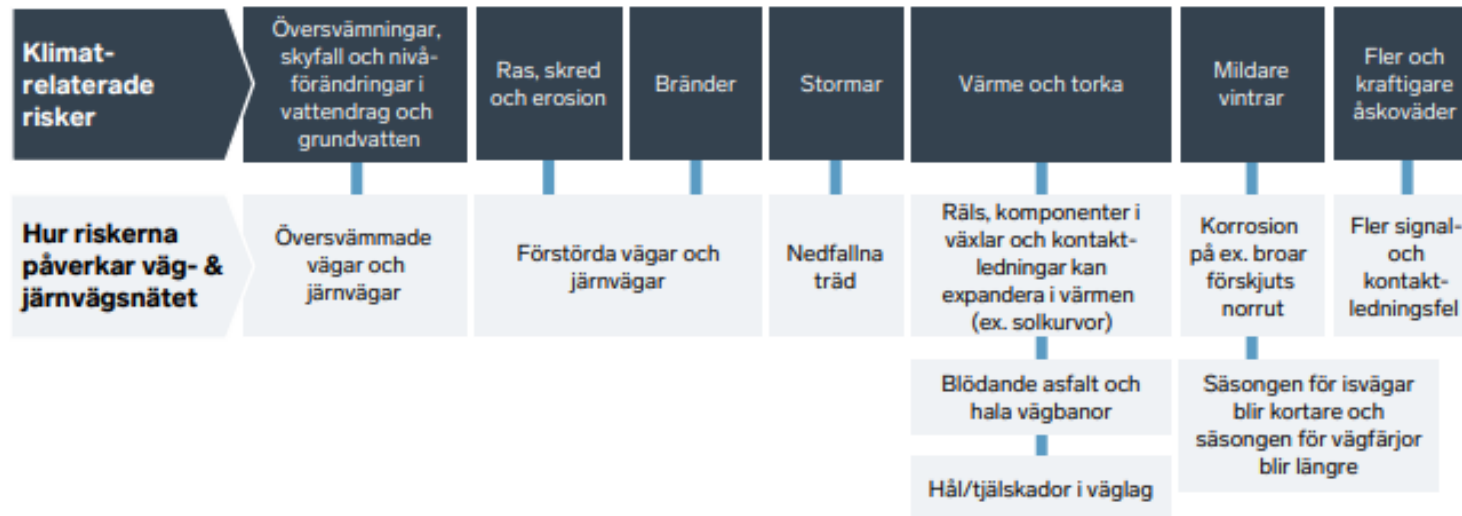 Klimat-
relaterade
risker
Översvämningar,
skyfall och nivå-
förändringar i
vattendrag och
grundvatten
Ras, skred
och erosion
Bränder
Stormar
Värme och torka
Mildare
vintrar
Fler och
kraftigare
åskoväder
Hur riskerna
påverkar väg- &
järnvägsnätet
Översvämmade
vägar och
järnvägar
Förstörda vägar och
järnvägar
Nedfallna
träd
Räls, komponenter i
växlar och kontakt-
ledningar kan
expandera i värmen
(ex. solkurvor)
Korrosion
på ex. broar
förskjuts
norrut
Fler signal-
och
kontakt-
ledningsfel
Blödande asfalt och
hala vägbanor
Säsongen för isvägar
blir kortare och
säsongen för vägfärjor
blir längre
Hål/tjälskador i väglag